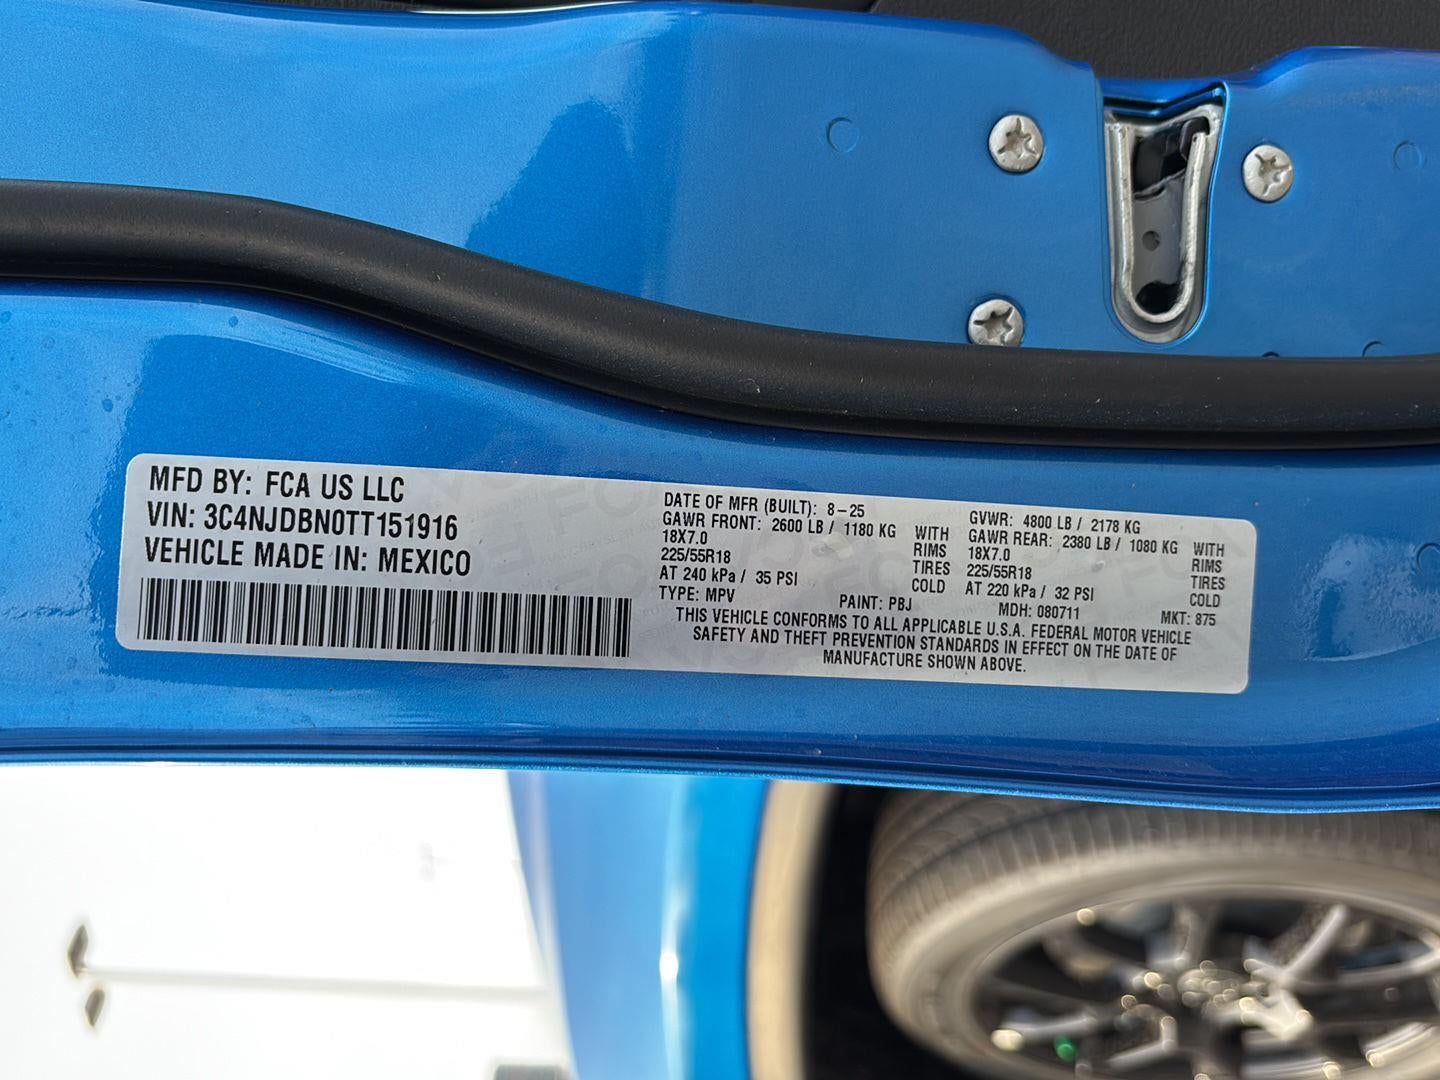 MFD BY: FCA US LLC
VIN: 3C4NJDBN0TT151916
VEHICLE MADE IN: MEXICO
DATE OF MFR (BUILT): 8-25
GAWR FRONT: 2600 LB / 1180 KG WITH
18X7.0 RIMS
225/55R18 TIRES
AT 240 kPa / 35 PSI COLD
GVWR: 4800 LB / 2178 KG
GAWR REAR: 2380 LB / 1080 KG WITH
18X7.0 RIMS
225/55R18 TIRES
AT 220 kPa / 32 PSI COLD
TYPE: MPV PAINT: PBJ MDH: 080711 MKT: 875
THIS VEHICLE CONFORMS TO ALL APPLICABLE U.S.A. FEDERAL MOTOR VEHICLE
SAFETY AND THEFT PREVENTION STANDARDS IN EFFECT ON THE DATE OF
MANUFACTURE SHOWN ABOVE.